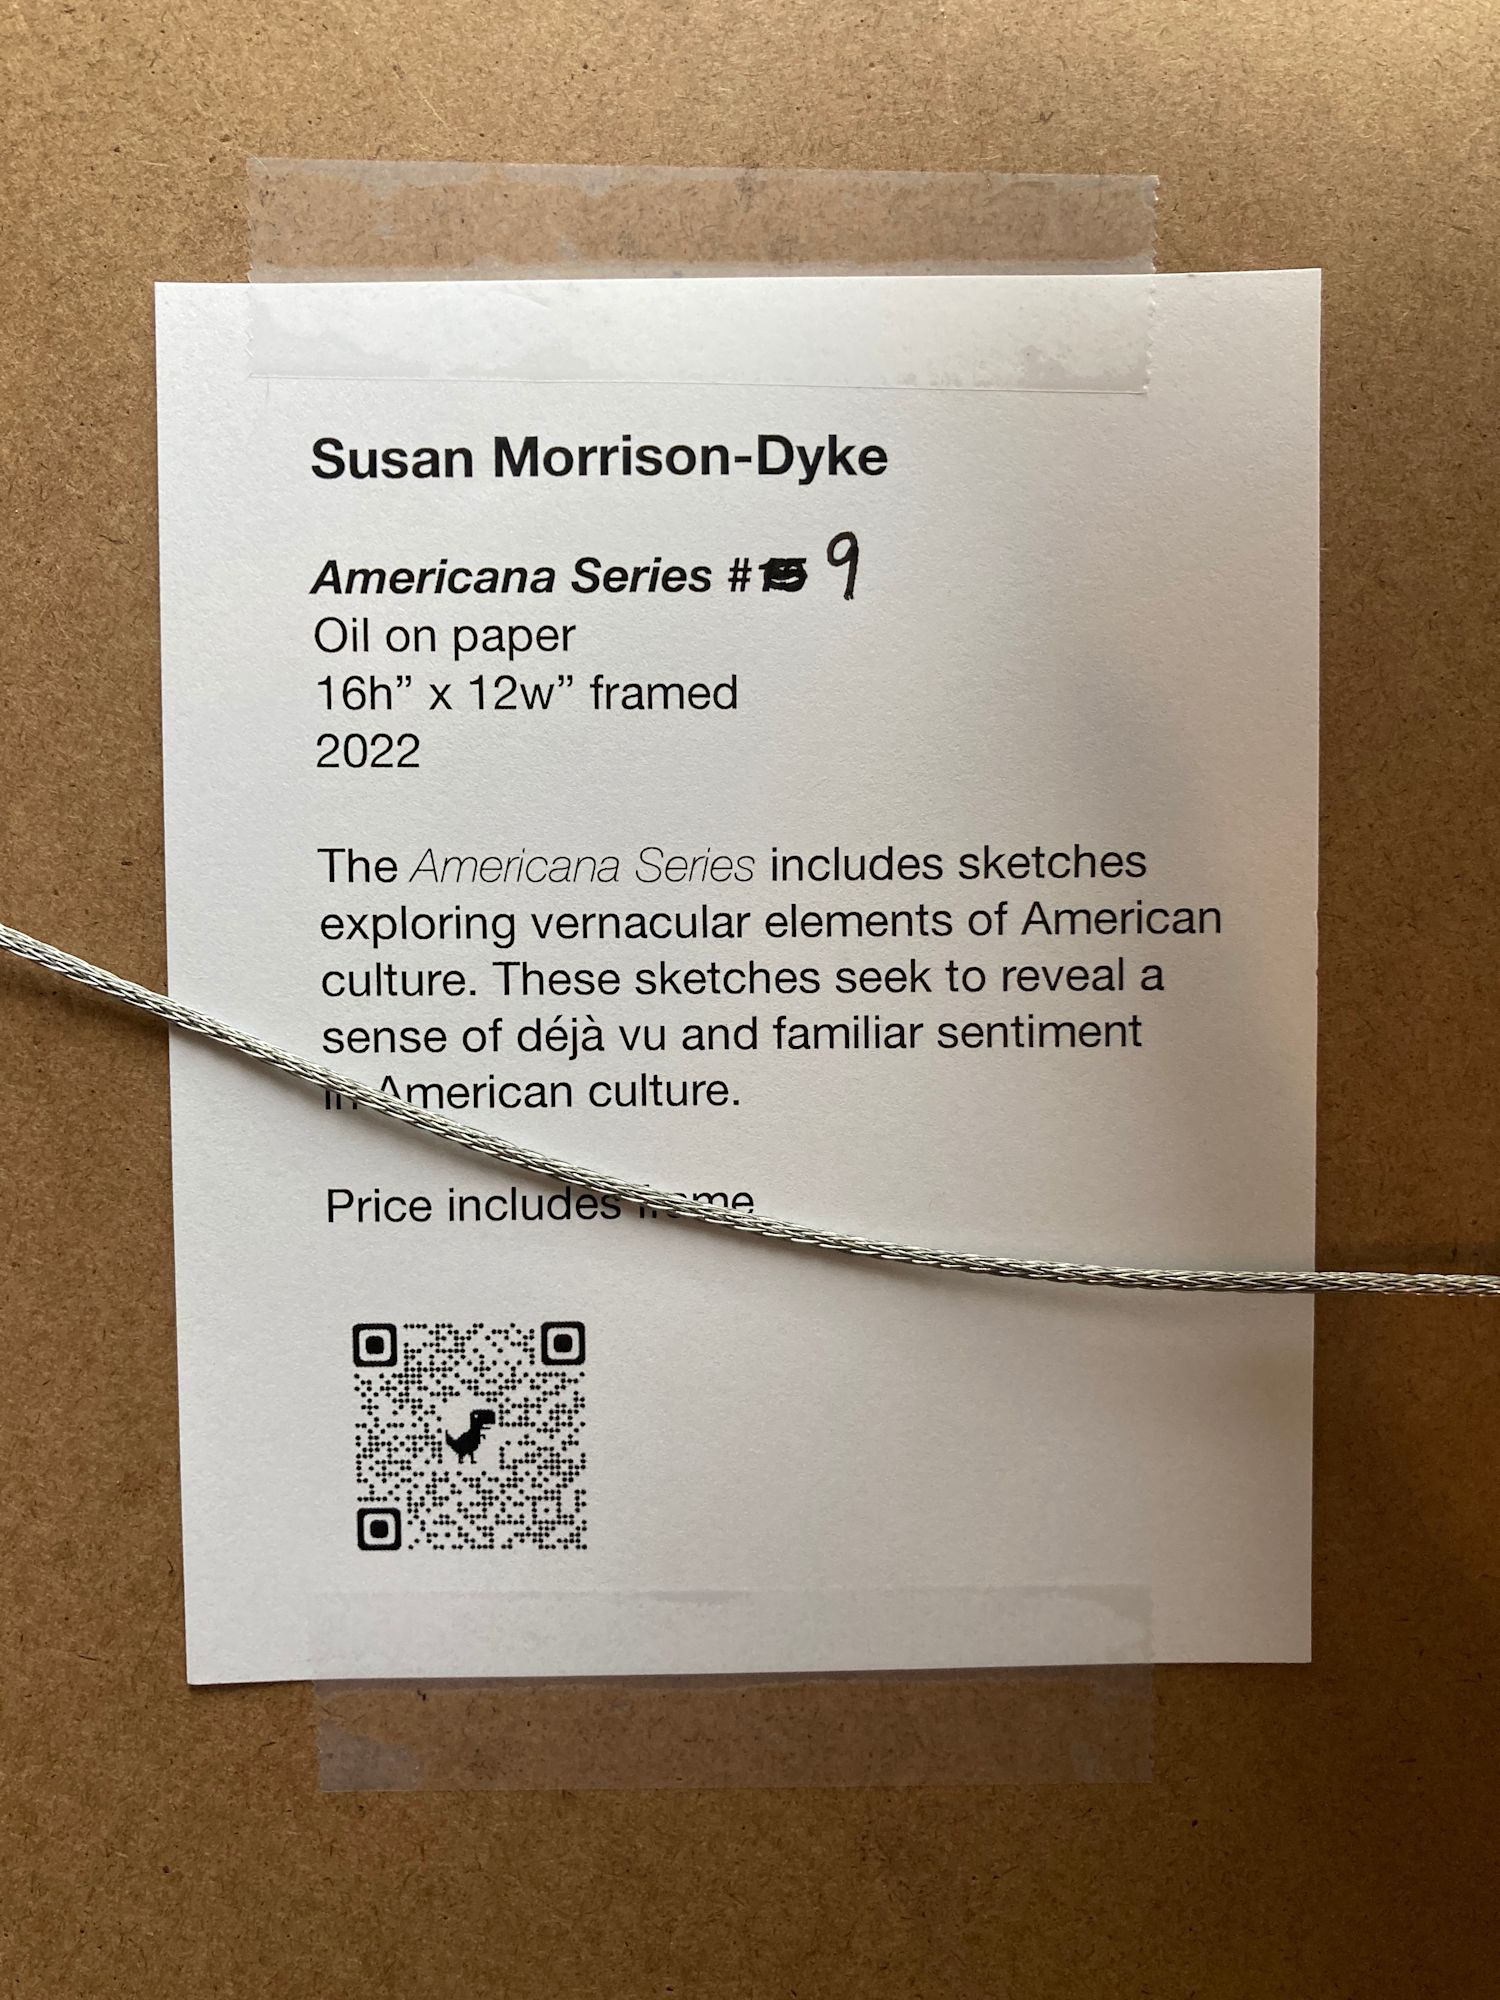 Susan Morrison-Dyke
Americana Series # 9
Oil on paper
16h” x 12w” framed
2022
The Americana Series includes sketches
exploring vernacular elements of American
culture. These sketches seek to reveal a
sense of déjà vu and familiar sentiment
in American culture.
Price includes frame